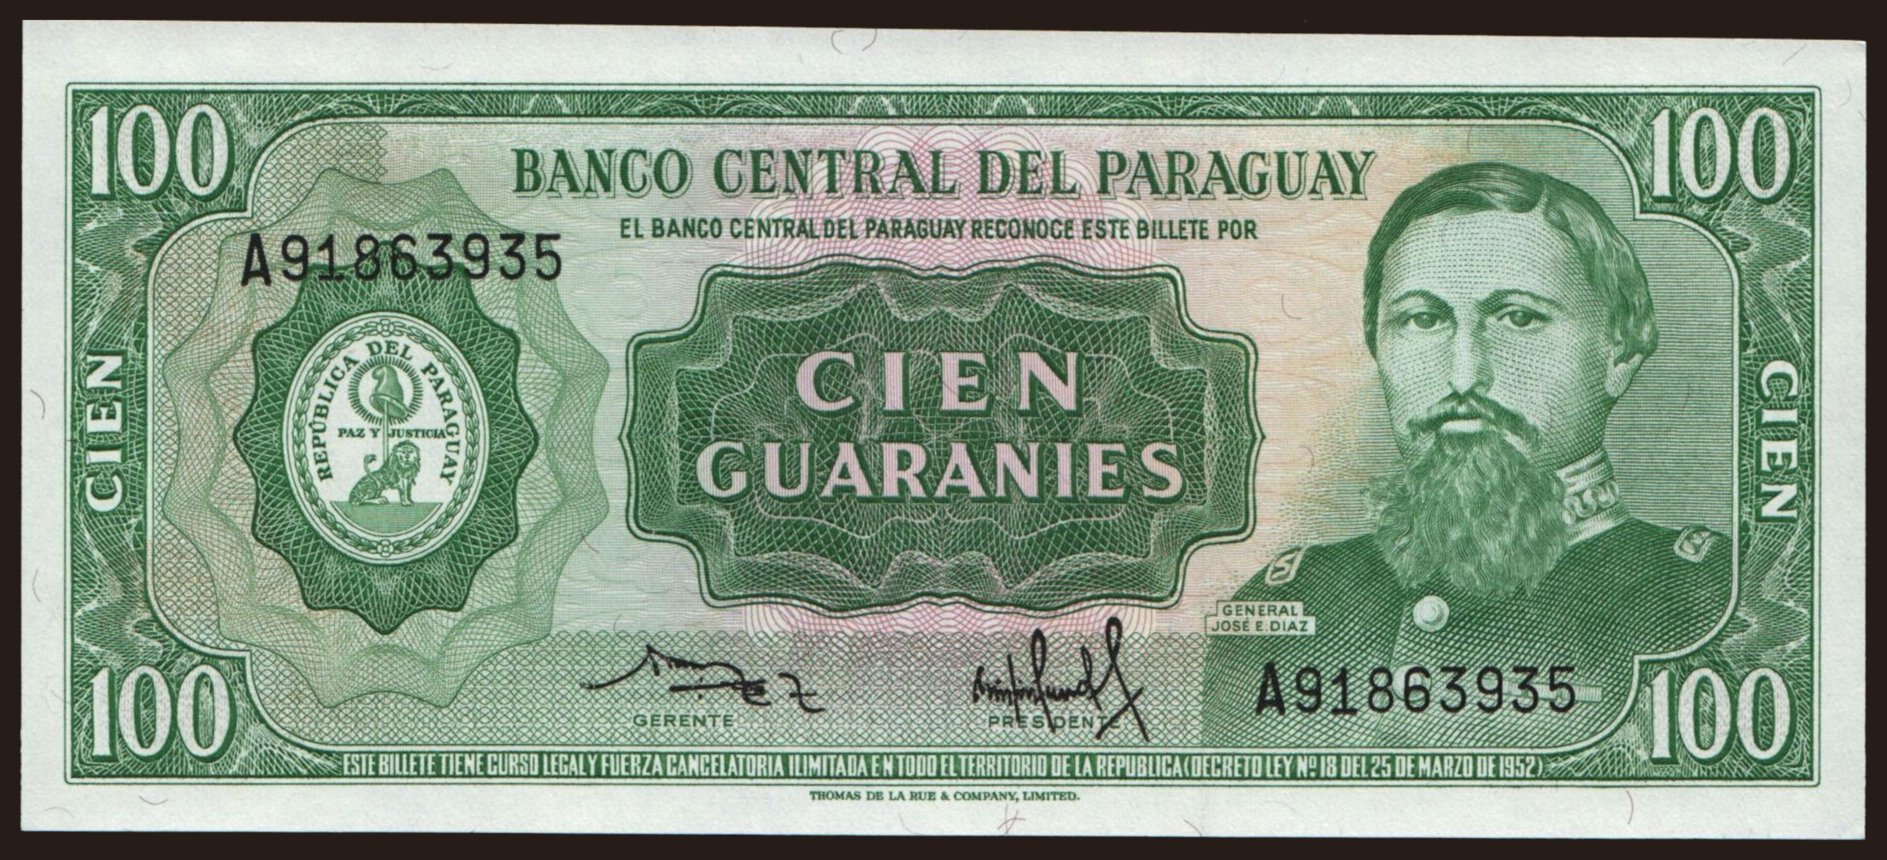 100
100
BANCO CENTRAL DEL PARAGUAY
EL BANCO CENTRAL DEL PARAGUAY RECONOCE ESTE BILLETE POR
A91863935
REPÚBLICA DEL PARAGUAY
PAZ Y JUSTICIA
CIEN
CIEN
GUARANIES
CIEN
GENERAL
JOSÉ E. DIAZ
A91863935
GERENTE
PRESIDENTE
100
100
ESTE BILLETE TIENE CURSO LEGAL Y FUERZA CANCELATORIA ILIMITADA EN TODO EL TERRITORIO DE LA REPUBLICA (DECRETO LEY Nº 18 DEL 25 DE MARZO DE 1952)
THOMAS DE LA RUE & COMPANY, LIMITED.